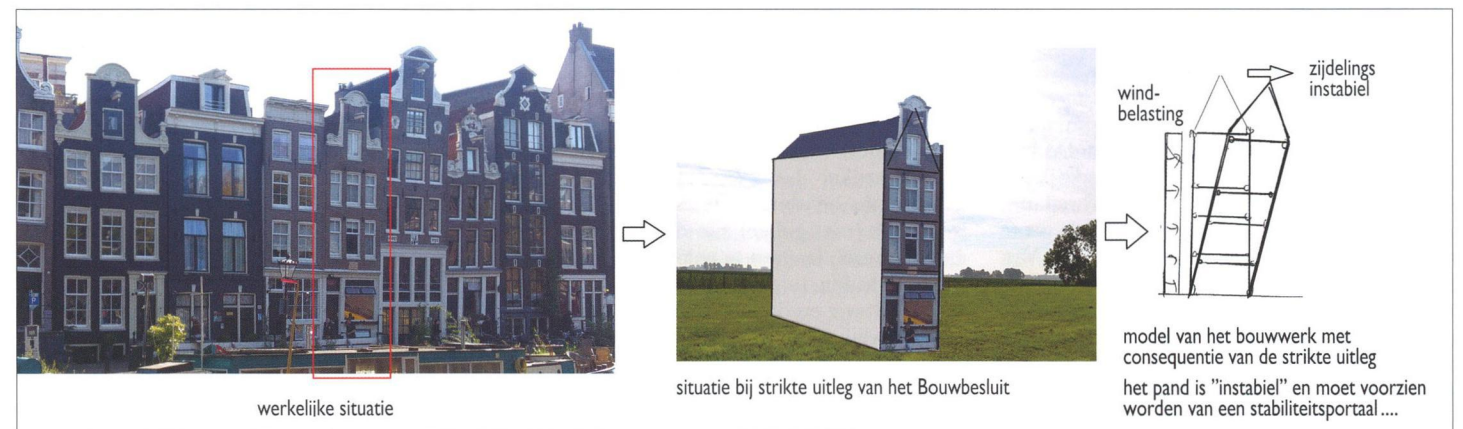 werkelijke situatie
situatie bij strikte uitleg van het Bouwbesluit
wind-
belasting
zijdelings
instabiel
model van het bouwwerk met
consequentie van de strikte uitleg
het pand is ”instabiel” en moet voorzien
worden van een stabiliteitsportaal....